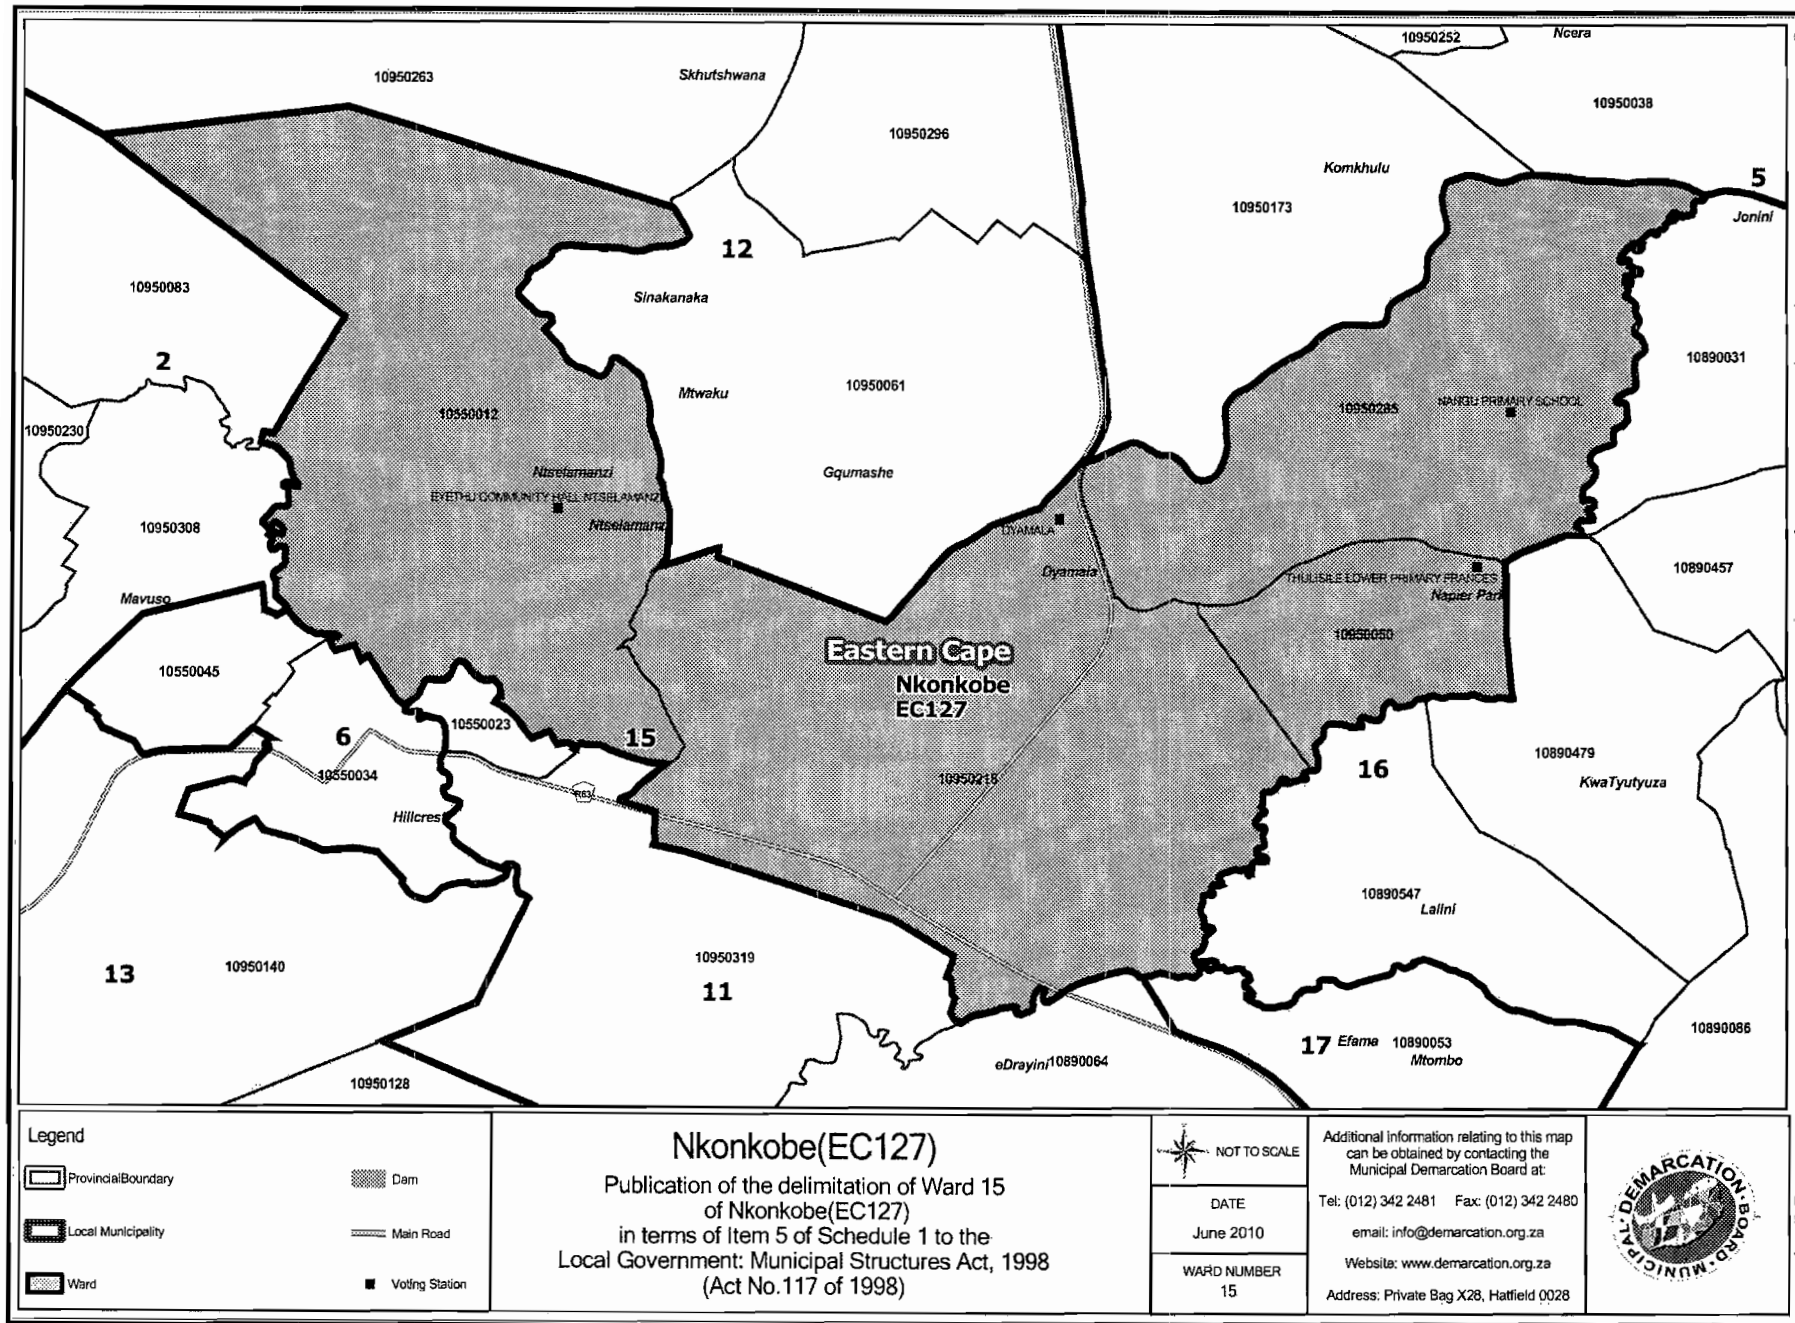 10950252
Ncera
10950263
Skhutshwana
10950038
10950296
Komkhulu
5
10950173
Jonini
12
10950083
Sinakanaka
2
10890031
10950061
Mtwaku
10550012
10950285
NANGU PRIMARY SCHOOL
10950230
Ntselamanzi
Gqumashe
EYETHU COMMUNITY HALL NTSELAMANZI
10950308
Ntselamanz
DYAMALA
Dyamala
10890457
THULISILE LOWER PRIMARY FRANCES
Napier Park
Mavuso
10950050
Eastern Cape
Nkonkobe
EC127
10550045
10550023
6
15
10550034
R63
10950218
16
10890479
KwaTyutyuza
Hillcres
10890547
Lalini
13
10950140
10950319
11
10890086
17
Efama
10890053
Mtombo
eDrayini
10890064
10950128
Legend
ProvincialBoundary
Dam
Local Municipality
Main Road
Ward
Voting Station
Nkonkobe(EC127)
Publication of the delimitation of Ward 15
of Nkonkobe(EC127)
in terms of Item 5 of Schedule 1 to the
Local Government: Municipal Structures Act, 1998
(Act No.117 of 1998)
NOT TO SCALE
DATE
June 2010
WARD NUMBER
15
Additional information relating to this map
can be obtained by contacting the
Municipal Demarcation Board at:
Tel: (012) 342 2481 Fax: (012) 342 2480
email: info@demarcation.org.za
Website: www.demarcation.org.za
Address: Private Bag X28, Hatfield 0028
MUNICIPAL DEMARCATION BOARD